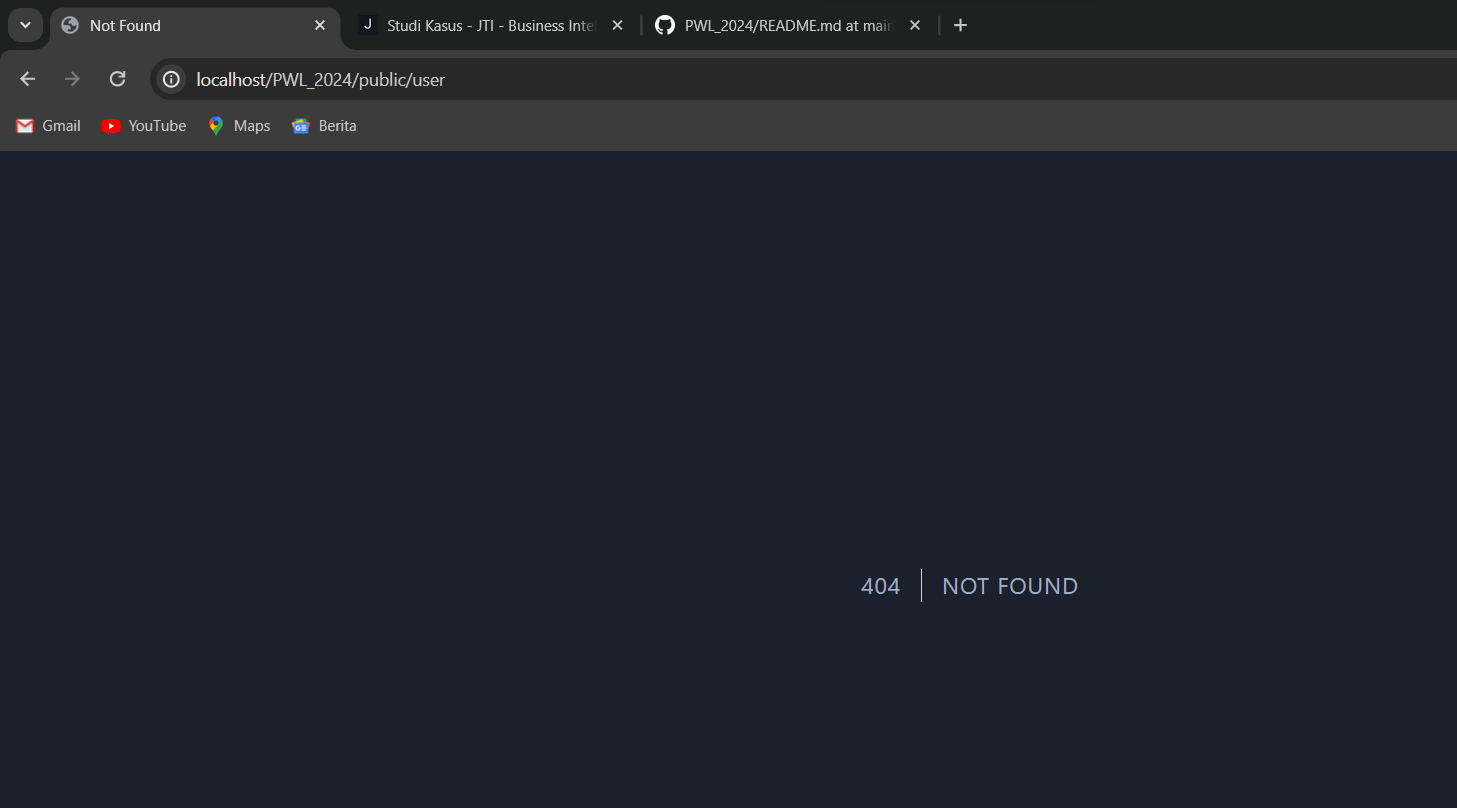 Not Found
J Studi Kasus - JTI - Business Inte
PWL_2024/README.md at main
localhost/PWL_2024/public/user
Gmail YouTube Maps Berita
404 NOT FOUND